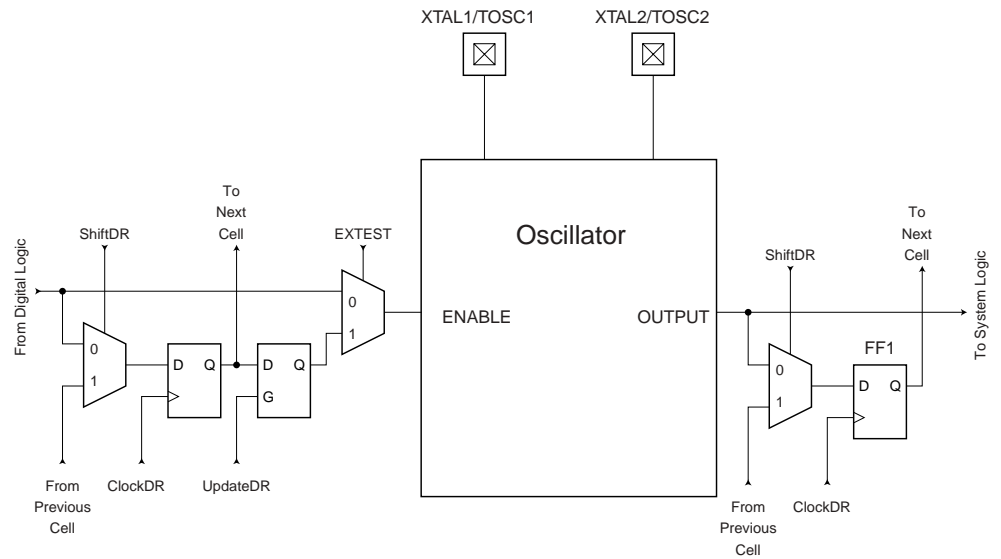 XTAL1/TOSC1
XTAL2/TOSC2
To
Next
Cell
ShiftDR
EXTEST
From Digital Logic
0
1
D Q
D Q
G
0
1
From
Previous
Cell
ClockDR
UpdateDR
Oscillator
ENABLE
OUTPUT
To
Next
Cell
ShiftDR
To System Logic
FF1
0
1
D Q
From
Previous
Cell
ClockDR